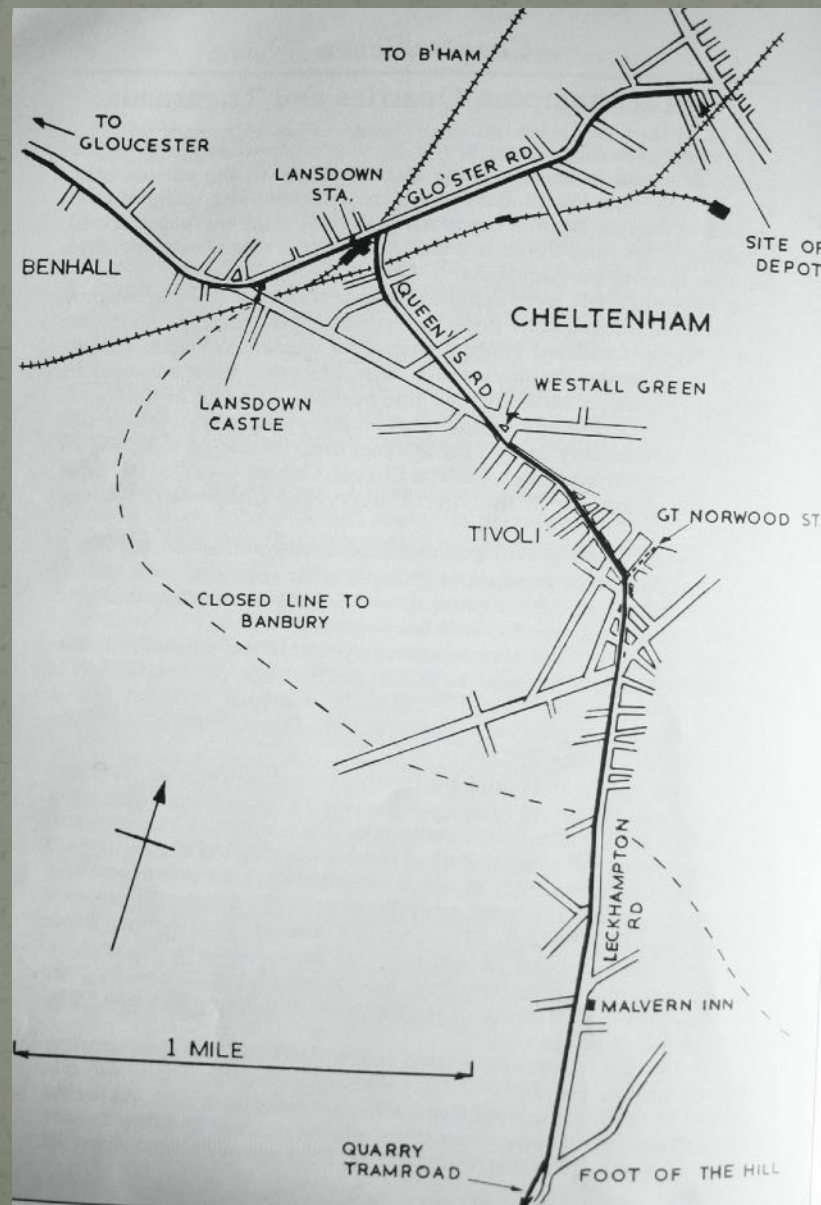 TO B'HAM
TO
GLOUCESTER
LANSDOWN
STA.
GLO'STER RD
SITE OF
DEPOT
BENHALL
QUEEN'S RD
CHELTENHAM
LANSDOWN
CASTLE
WESTALL GREEN
TIVOLI
GT NORWOOD ST
CLOSED LINE TO
BANBURY
LECKHAMPTON
RD
MALVERN INN
1 MILE
QUARRY
TRAMROAD
FOOT OF THE HILL